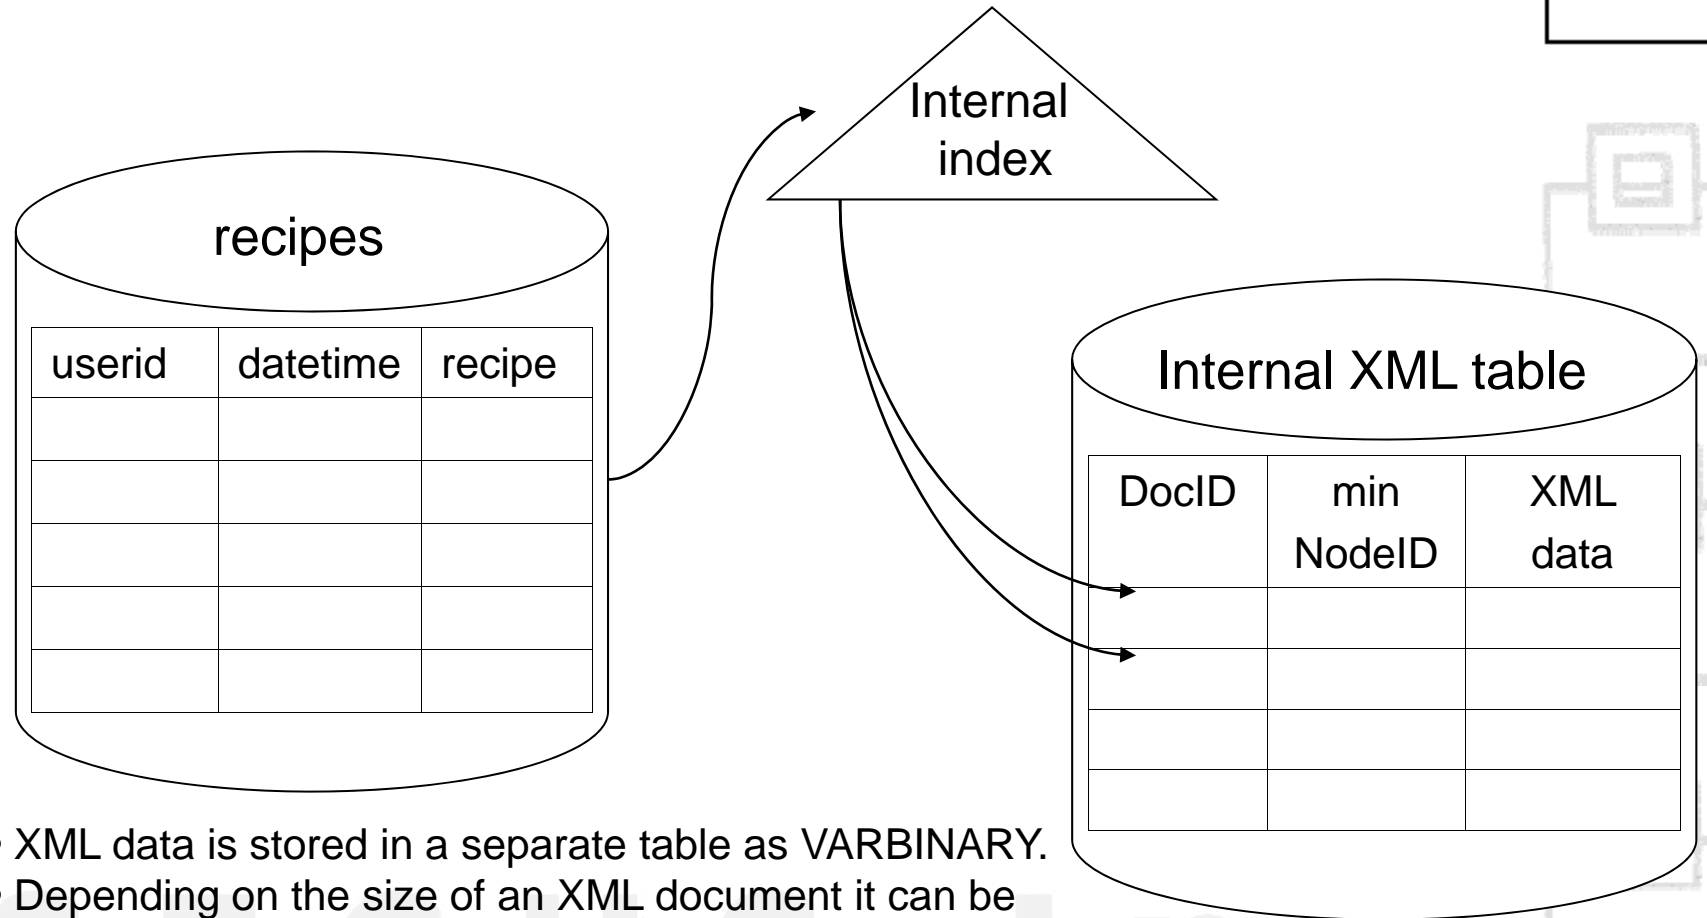 Internal
index
recipes
userid datetime recipe
Internal XML table
DocID min NodeID XML data
• XML data is stored in a separate table as VARBINARY.
• Depending on the size of an XML document it can be